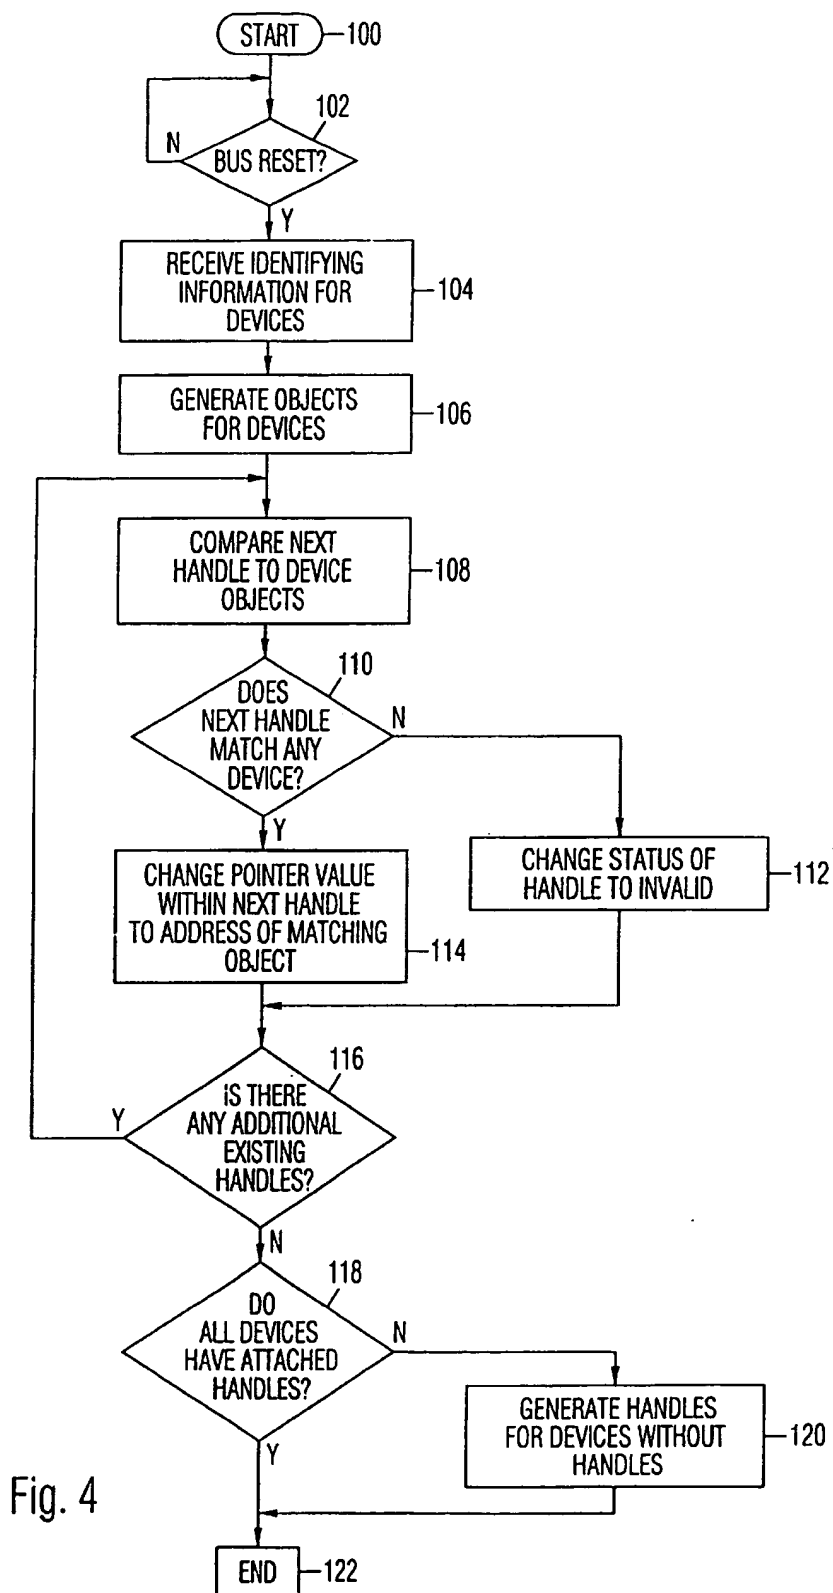 START
100
102
N
BUS RESET?
Y
RECEIVE IDENTIFYING
INFORMATION FOR
DEVICES
104
GENERATE OBJECTS
FOR DEVICES
106
COMPARE NEXT
HANDLE TO DEVICE
OBJECTS
108
110
DOES
NEXT HANDLE
MATCH ANY
DEVICE?
N
Y
CHANGE STATUS OF
HANDLE TO INVALID
112
CHANGE POINTER VALUE
WITHIN NEXT HANDLE
TO ADDRESS OF MATCHING
OBJECT
114
116
Y
IS THERE
ANY ADDITIONAL
EXISTING
HANDLES?
N
118
DO
ALL DEVICES
HAVE ATTACHED
HANDLES?
N
Y
GENERATE HANDLES
FOR DEVICES WITHOUT
HANDLES
120
Fig. 4
END
122